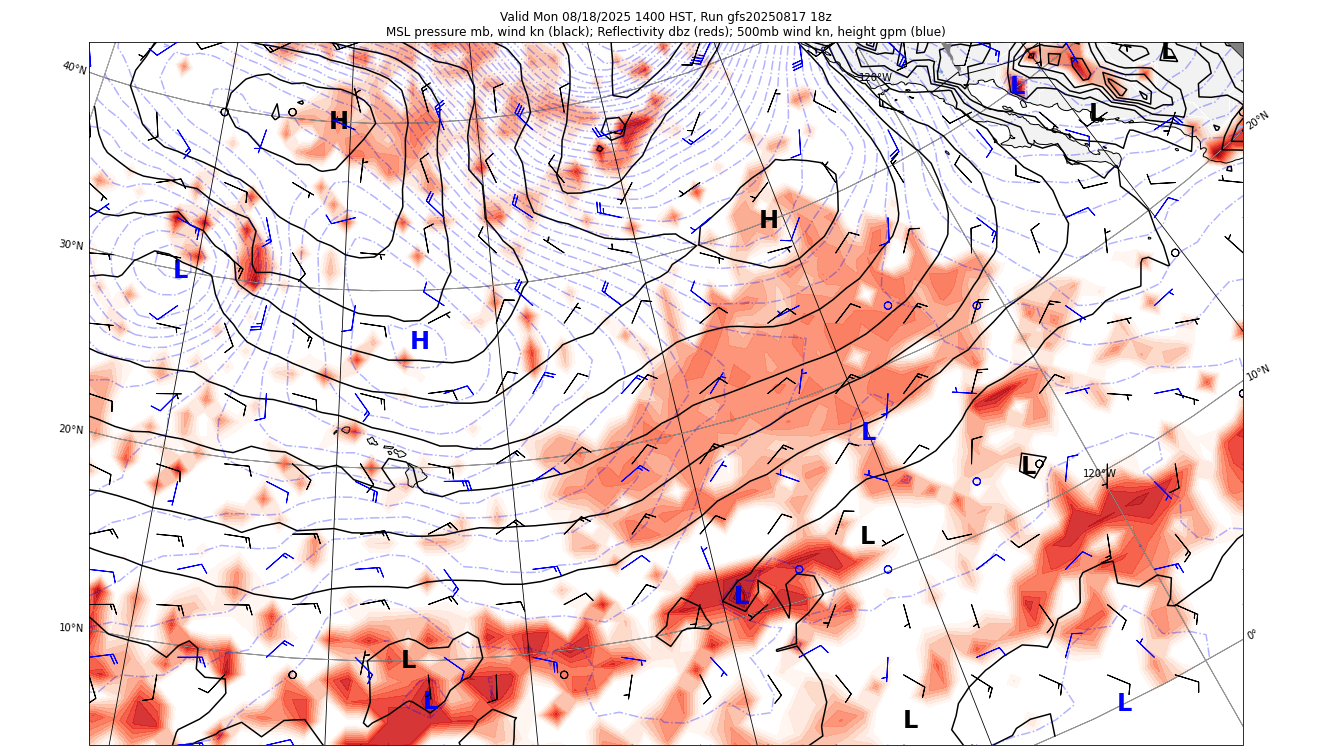 Valid Mon 08/18/2025 1400 HST, Run gfs20250817 18z
MSL pressure mb, wind kn (black); Reflectivity dbz (reds); 500mb wind kn, height gpm (blue)
L
40°N
120°W
L
L
H
20°N
H
30°N
L
H
10°N
20°N
L
L
120°W
L
L
10°N
0°
L
L
L
L